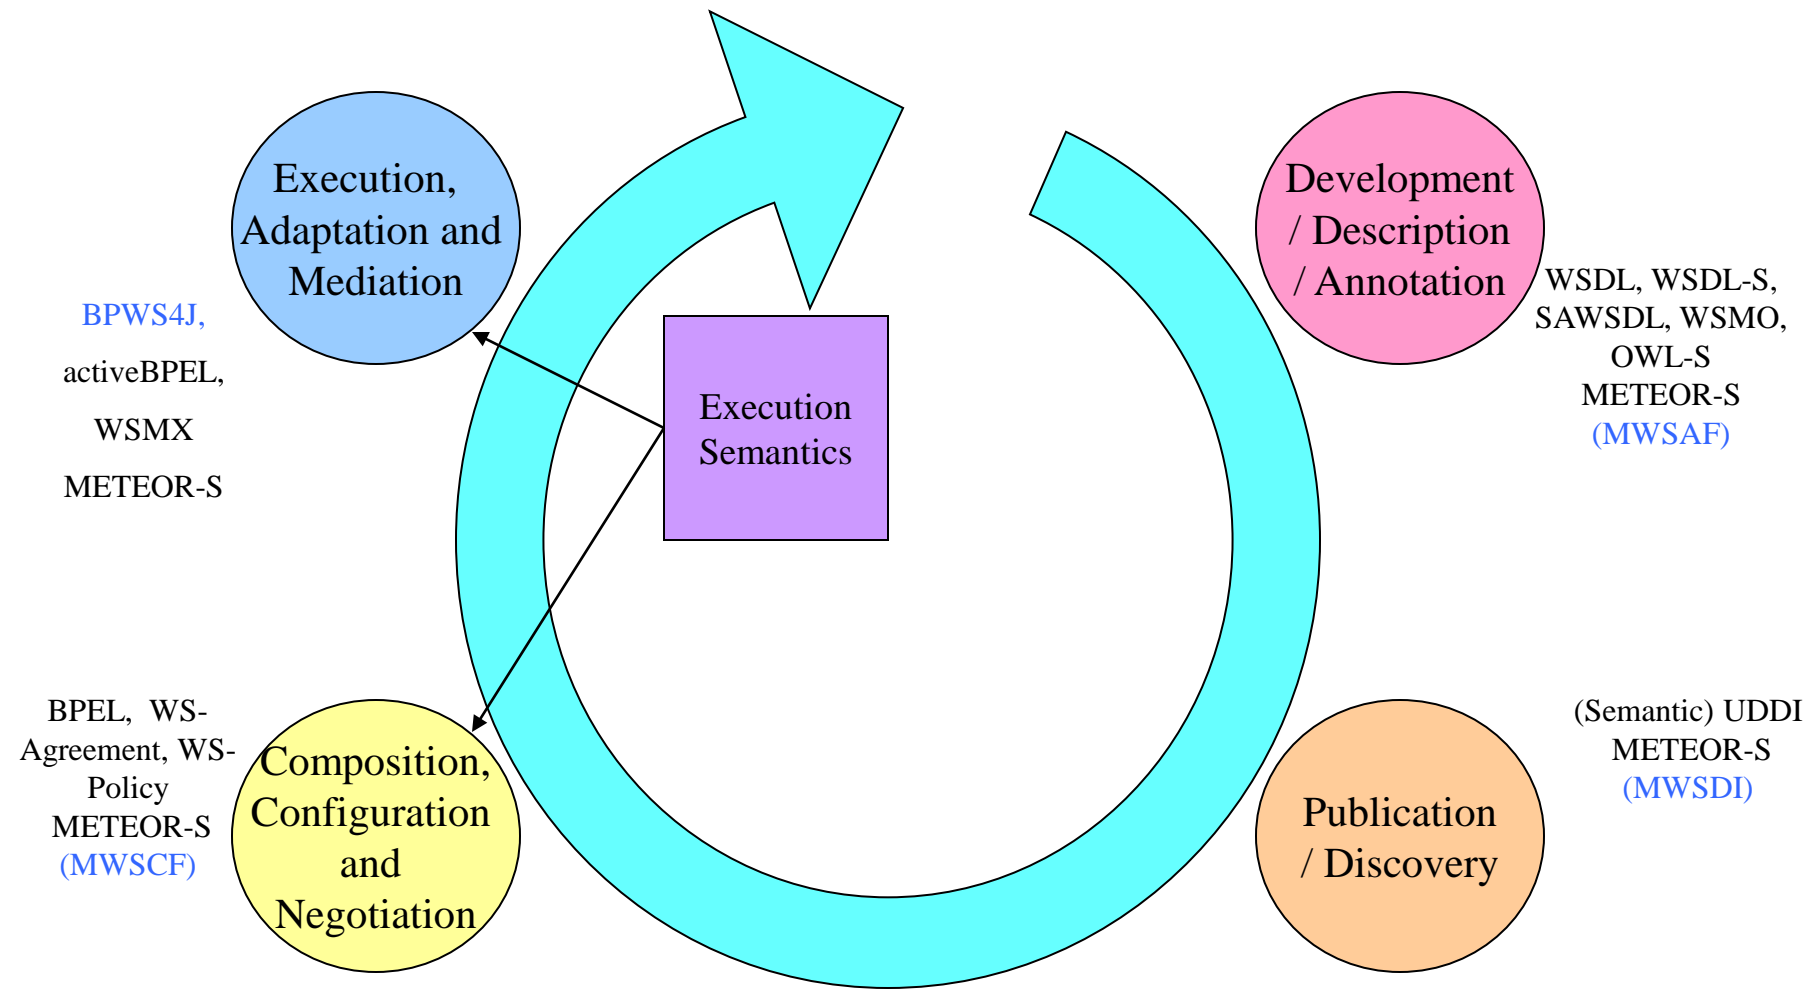 Execution,
Adaptation and
Mediation
BPWS4J,
activeBPEL,
WSMX
METEOR-S
Development
/ Description
/ Annotation
WSDL, WSDL-S,
SAWSDL, WSMO,
OWL-S
METEOR-S
(MWSAF)
Execution
Semantics
BPEL, WS-
Agreement, WS-
Policy
METEOR-S
(MWSCF)
Composition,
Configuration
and
Negotiation
Publication
/ Discovery
(Semantic) UDDI
METEOR-S
(MWSDI)